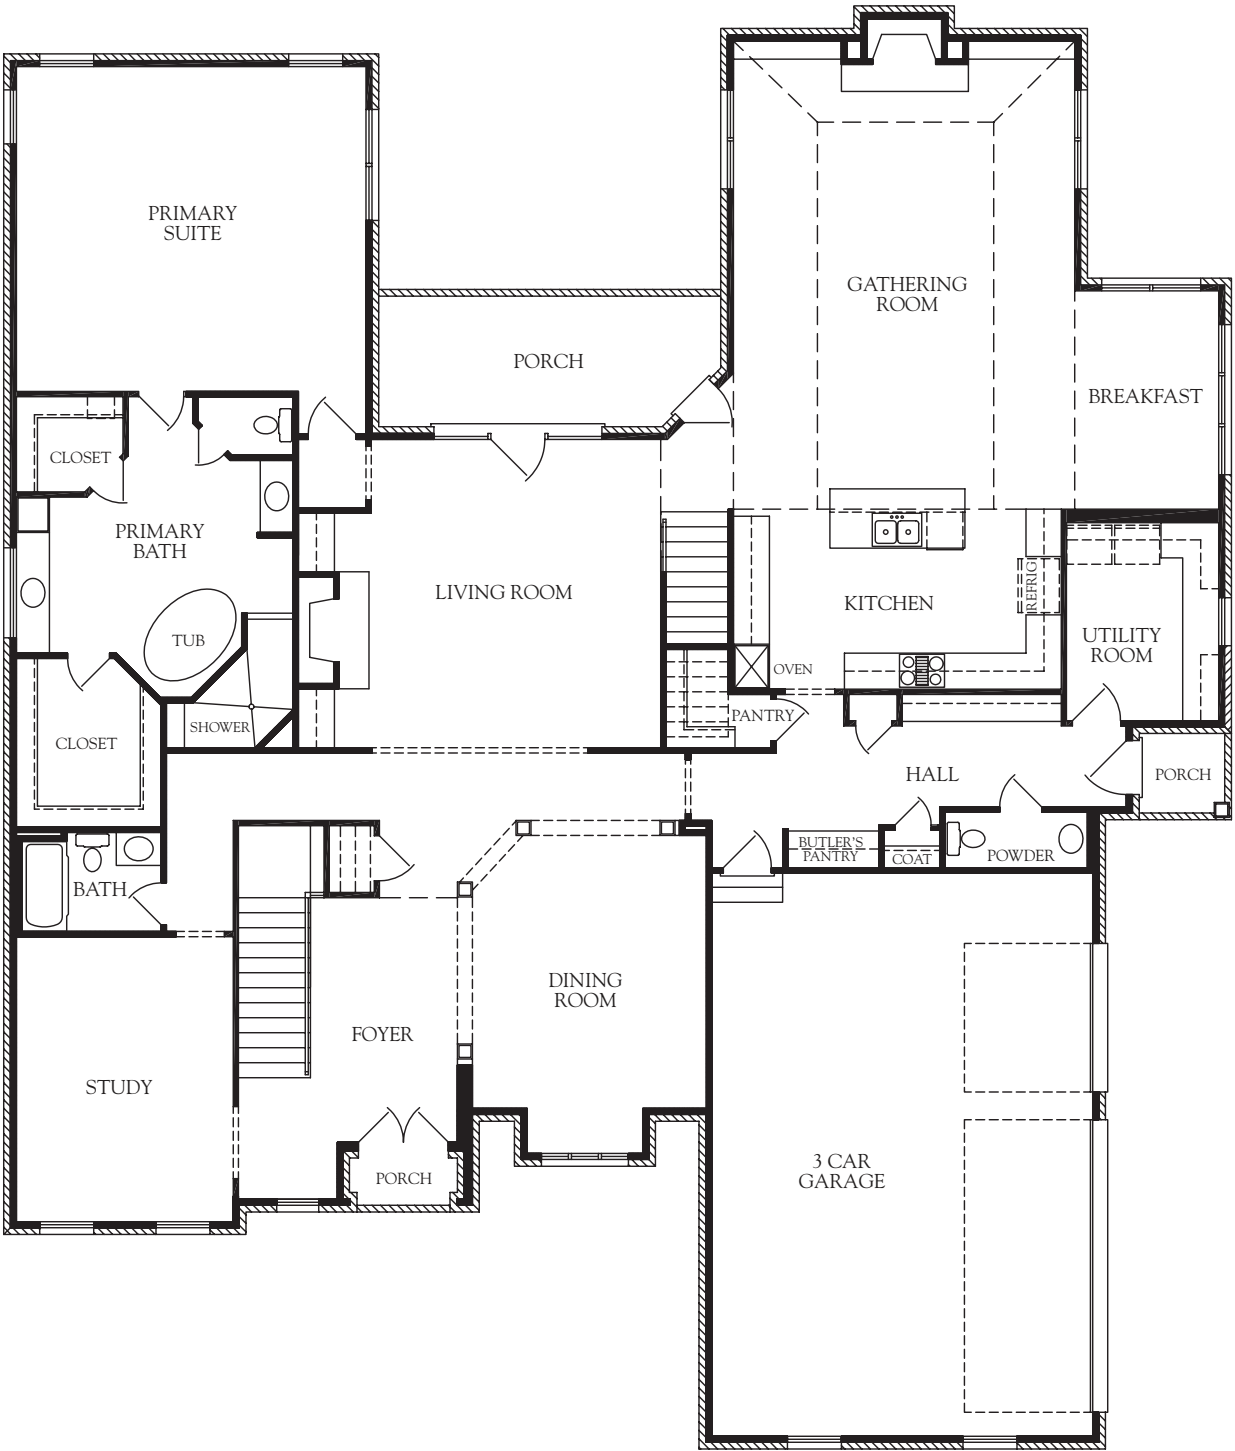 PRIMARY
SUITE
GATHERING
ROOM
PORCH
BREAKFAST
CLOSET
PRIMARY
BATH
LIVING ROOM
KITCHEN
REFRIG
UTILITY
ROOM
TUB
OVEN
SHOWER
PANTRY
CLOSET
HALL
PORCH
BUTLER'S
PANTRY
COAT
POWDER
BATH
DINING
ROOM
FOYER
STUDY
PORCH
3 CAR
GARAGE